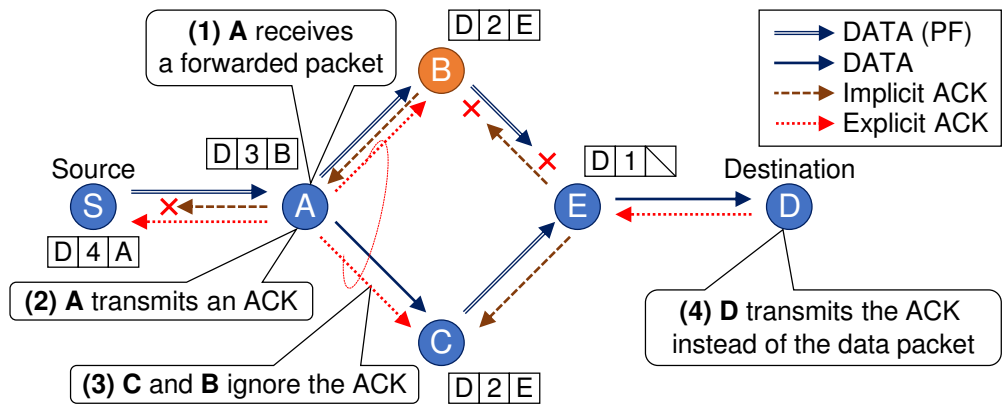 (1) A receives
a forwarded packet
D 2 E
B
DATA (PF)
DATA
Implicit ACK
Explicit ACK
D 3 B
D 1
Source
Destination
S
A
E
D
D 4 A
(2) A transmits an ACK
C
(3) C and B ignore the ACK
D 2 E
(4) D transmits the ACK
instead of the data packet